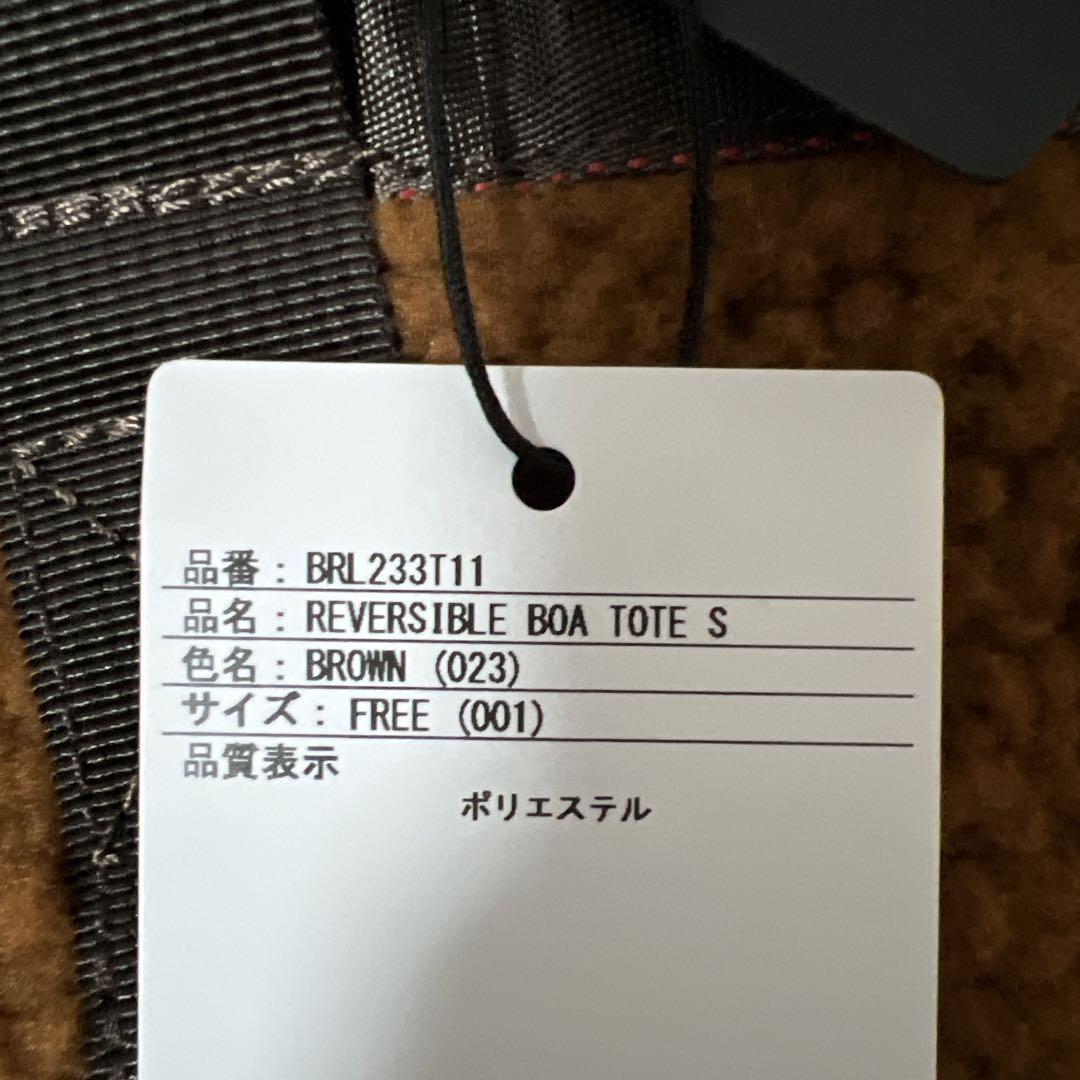 品番： BRL233T11
品名： REVERSIBLE BOA TOTE S
色名： BROWN (023)
サイズ： FREE (001)
品質表示
ポリエステル